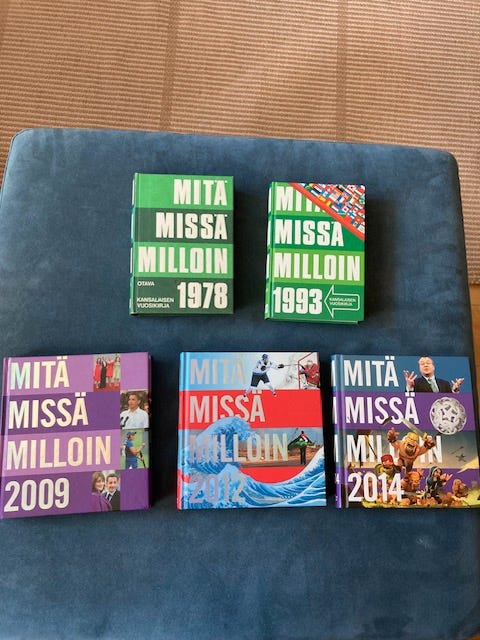 MITÄ
MISSÄ
MILLOIN
OTAVA
KANSALAISEN
VUOSIKIRJA
1978
MITÄ
MISSÄ
MILLOIN
1993
KANSALAISEN
VUOSIKIRJA
MITÄ
MISSÄ
MILLOIN
2009
MITÄ
MISSÄ
MILLOIN
2012
MITÄ
MISSÄ
MILLOIN
2014